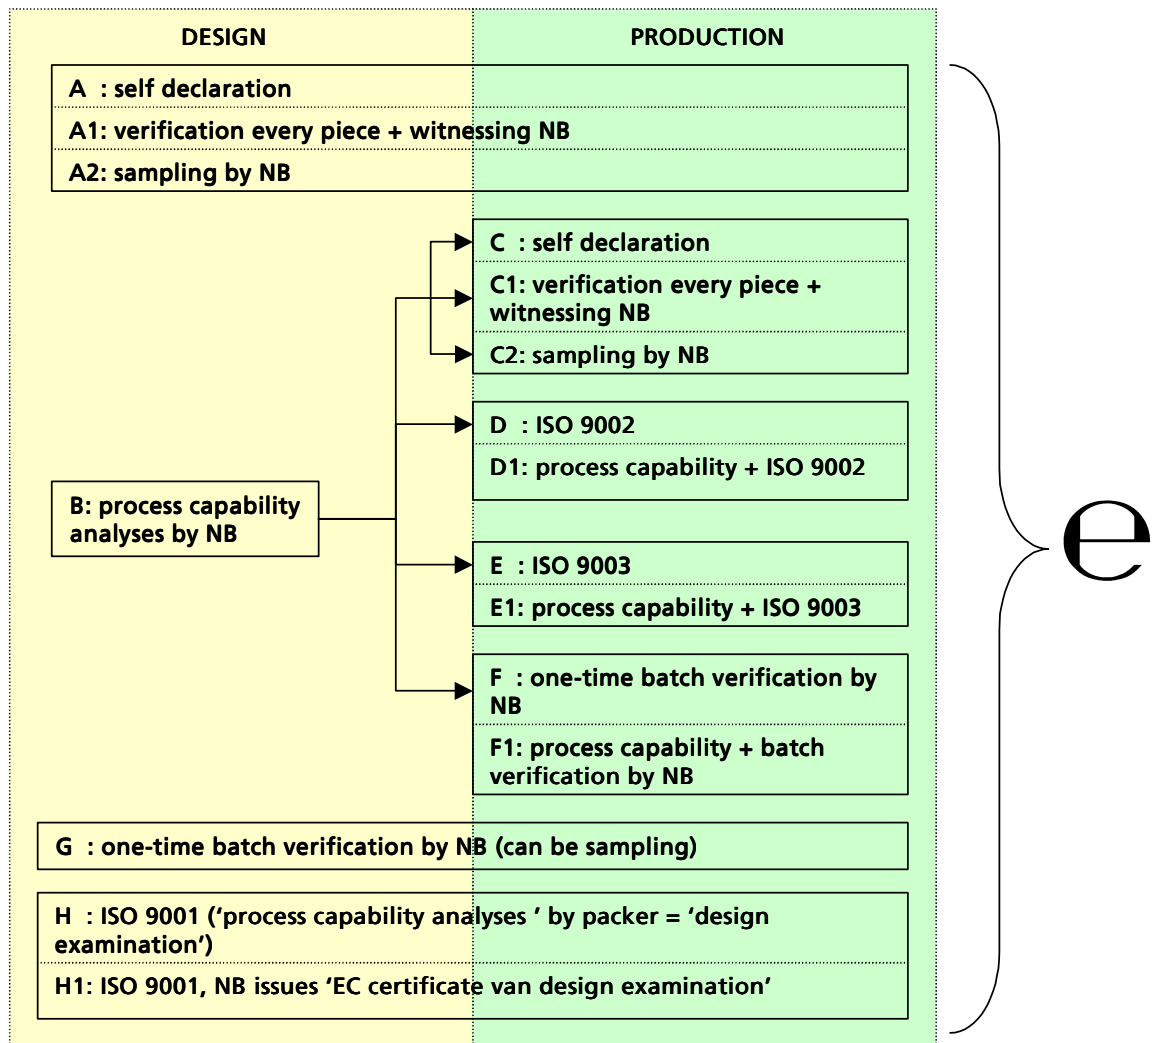 DESIGN
PRODUCTION
A : self declaration
A1: verification every piece + witnessing NB
A2: sampling by NB
C : self declaration
C1: verification every piece +
witnessing NB
C2: sampling by NB
D : ISO 9002
D1: process capability + ISO 9002
B: process capability
analyses by NB
E : ISO 9003
E1: process capability + ISO 9003
F : one-time batch verification by
NB
F1: process capability + batch
verification by NB
G : one-time batch verification by NB (can be sampling)
H : ISO 9001 (‘process capability analyses ’ by packer = ‘design
examination’)
H1: ISO 9001, NB issues ‘EC certificate van design examination’
e